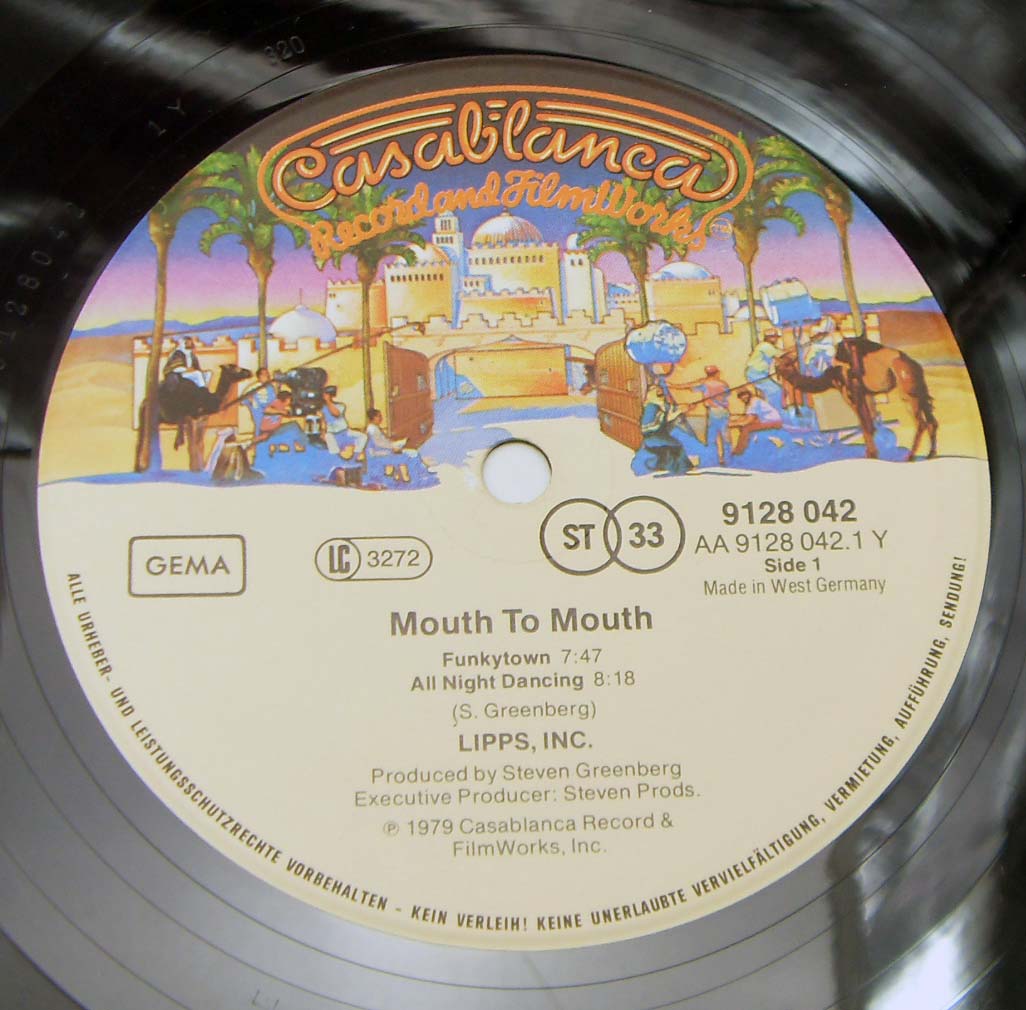 Casablanca
Record and FilmWorks
GEMA
LC 3272
ST 33
9128 042
AA 9128 042.1 Y
Side 1
Made in West Germany
Mouth To Mouth
Funkytown 7:47
All Night Dancing 8:18
(S. Greenberg)
LIPPS, INC.
Produced by Steven Greenberg
Executive Producer: Steven Prods.
℗ 1979 Casablanca Record &
FilmWorks, Inc.
ALLE URHEBER- UND LEISTUNGSSCHUTZRECHTE VORBEHALTEN - KEIN VERLEIH! KEINE UNERLAUBTE VERVIELFÄLTIGUNG, VERMIETUNG, AUFFÜHRUNG, SENDUNG!
1 Y 320